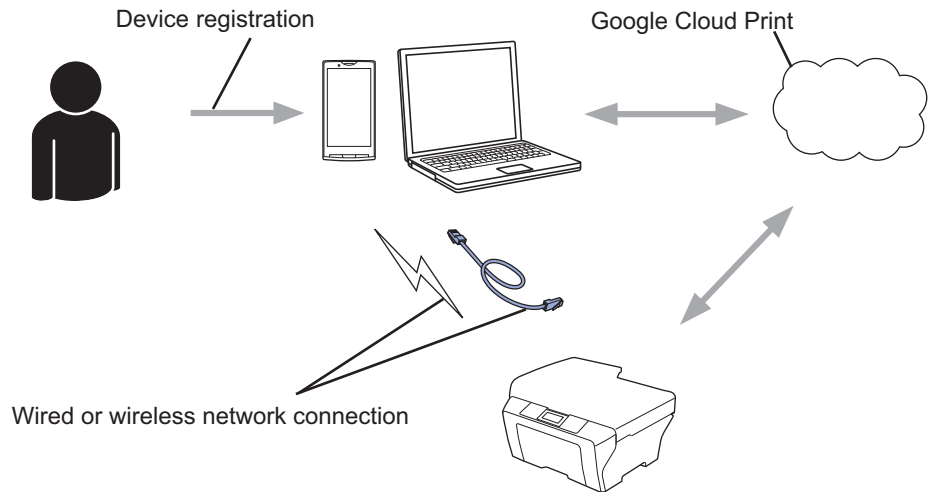 Device registration
Google Cloud Print
Wired or wireless network connection